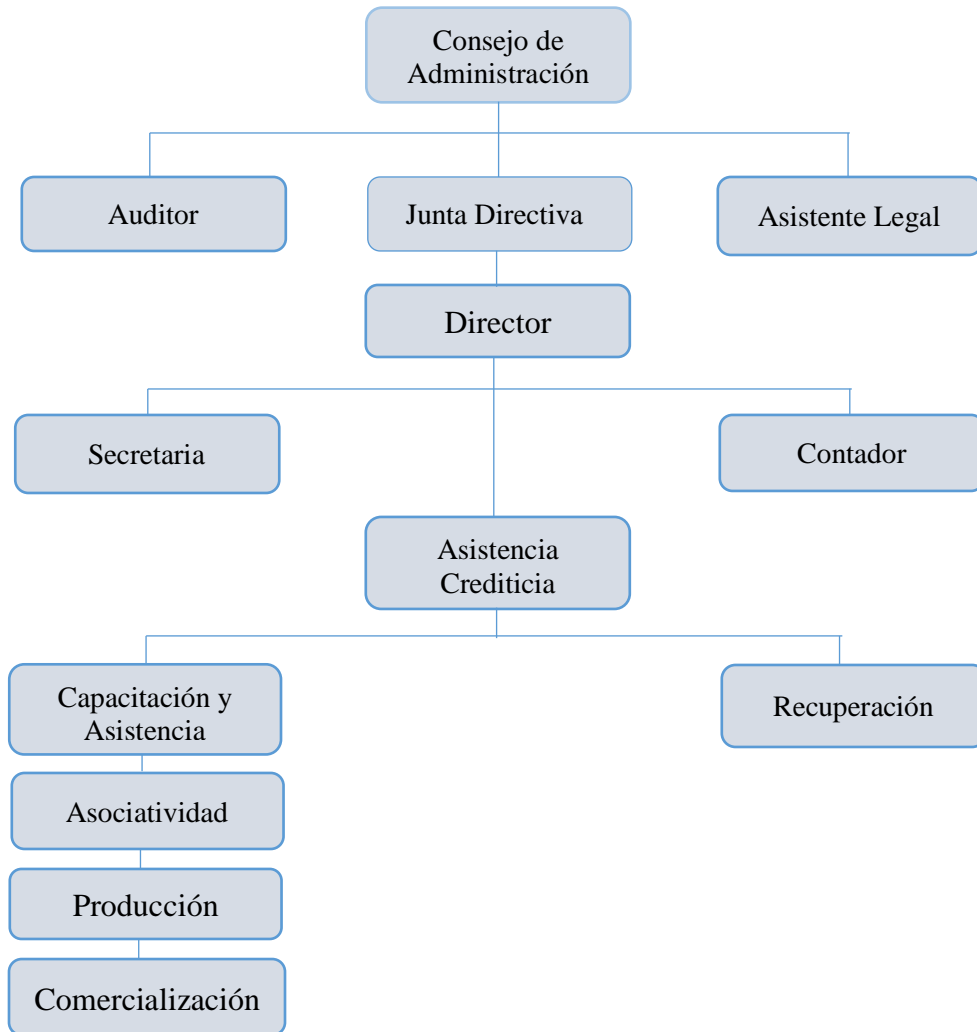 Consejo de
Administración
Auditor
Junta Directiva
Asistente Legal
Director
Secretaria
Contador
Asistencia
Crediticia
Capacitación y
Asistencia
Recuperación
Asociatividad
Producción
Comercialización